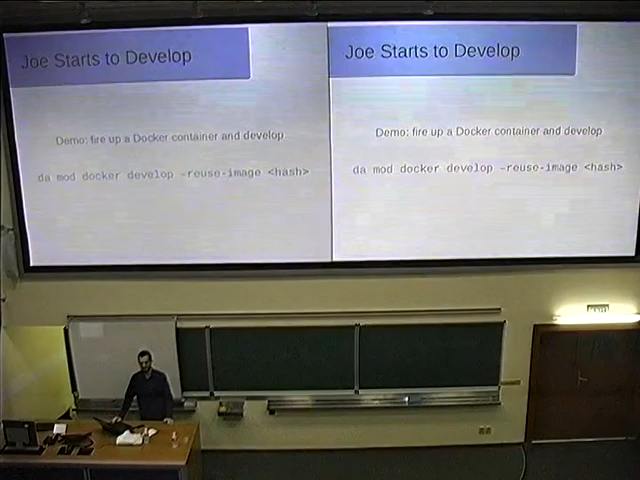 Joe Starts to Develop
Demo: fire up a Docker container and develop
da mod docker develop –reuse-image <hash>
Joe Starts to Develop
Demo: fire up a Docker container and develop
da mod docker develop –reuse-image <hash>